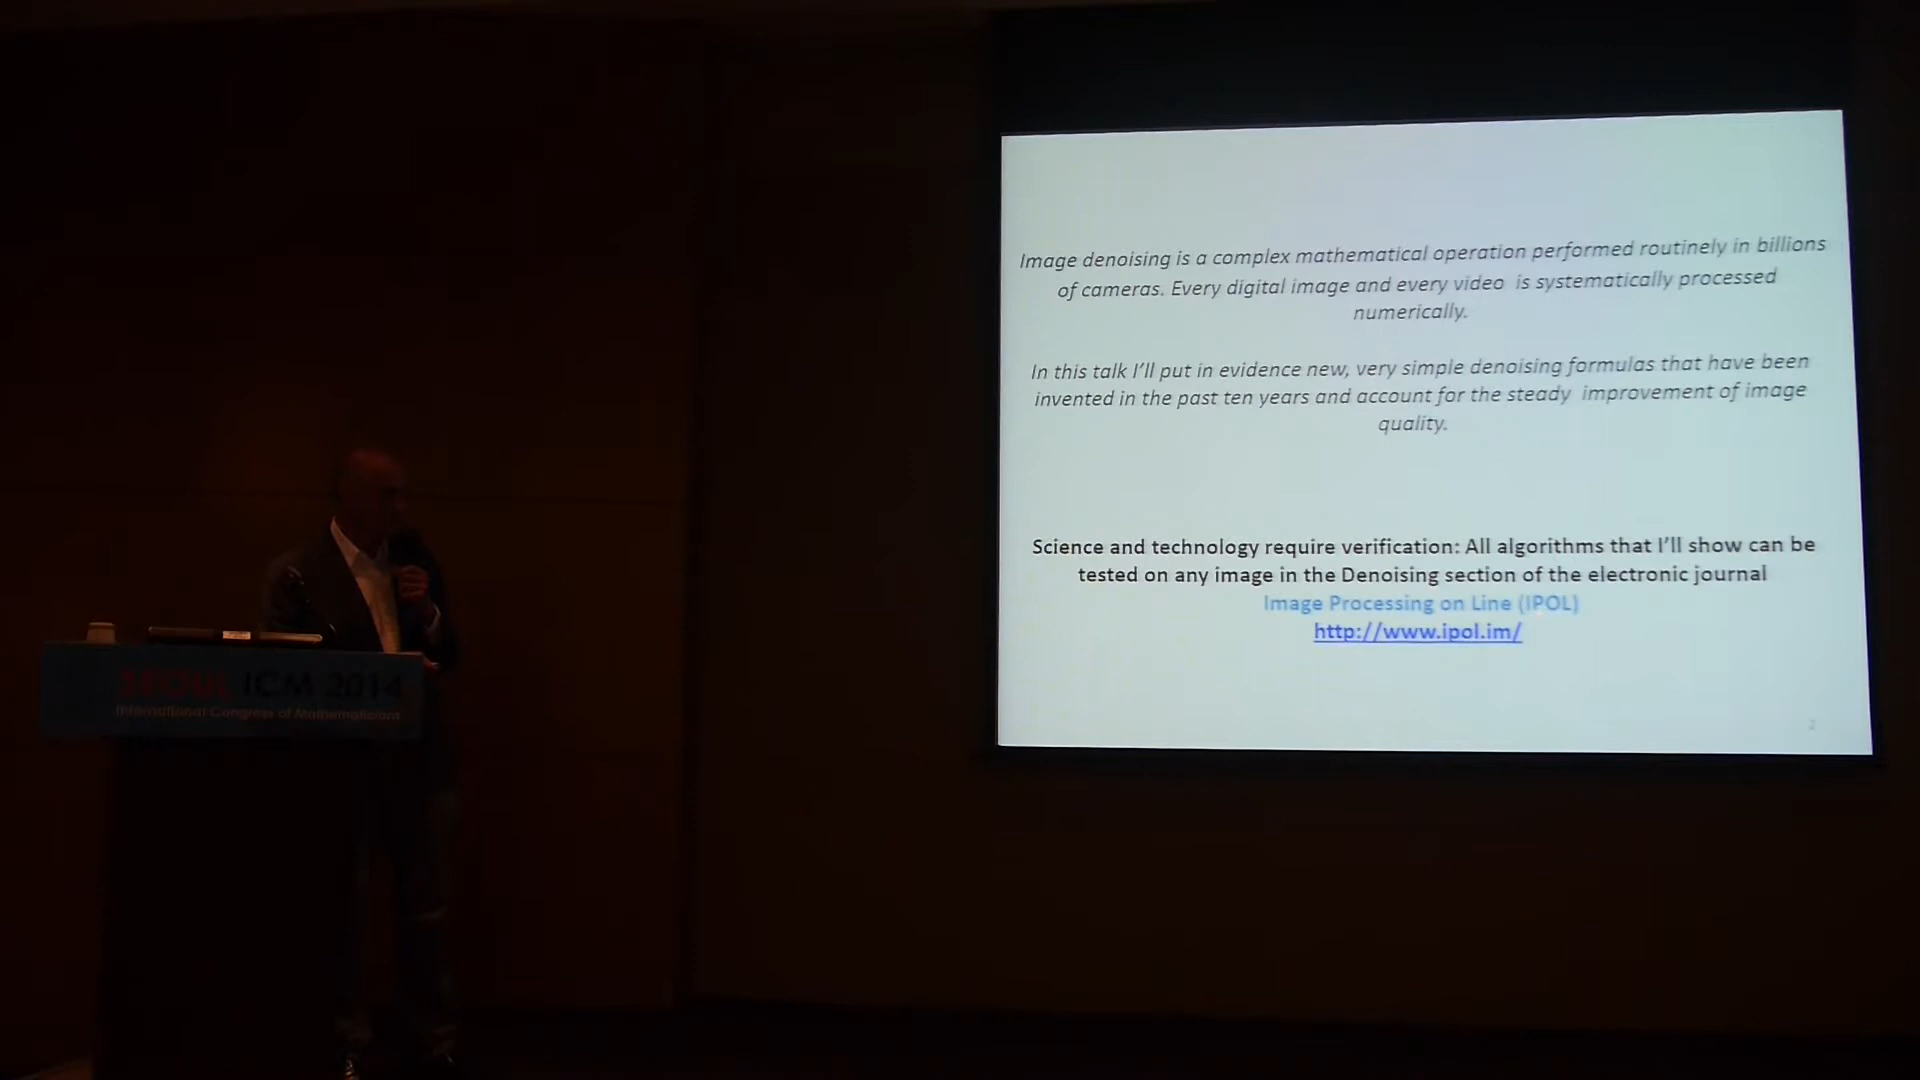 Image denoising is a complex mathematical operation performed routinely in billions
of cameras. Every digital image and every video is systematically processed
numerically.
In this talk I'll put in evidence new, very simple denoising formulas that have been
invented in the past ten years and account for the steady improvement of image
quality.
Science and technology require verification: All algorithms that I'll show can be
tested on any image in the Denoising section of the electronic journal
Image Processing on Line (IPOL)
http://www.ipol.im/
2
SEOUL ICM 2014
International Congress of Mathematicians